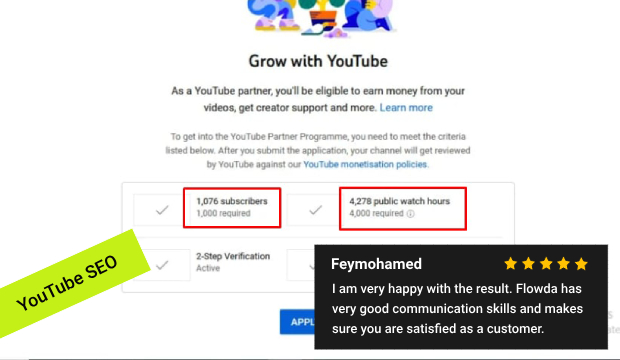 Grow with YouTube
As a YouTube partner, you'll be eligible to earn money from your
videos, get creator support and more. Learn more
To get into the YouTube Partner Programme, you need to meet the criteria
listed below. After you submit the application, your channel will get reviewed
by YouTube against our YouTube monetisation policies.
1,076 subscribers
1,000 required
4,278 public watch hours
4,000 required
2-Step Verification
Active
YouTube SEO
Feymohamed
I am very happy with the result. Flowda has
very good communication skills and makes
sure you are satisfied as a customer.